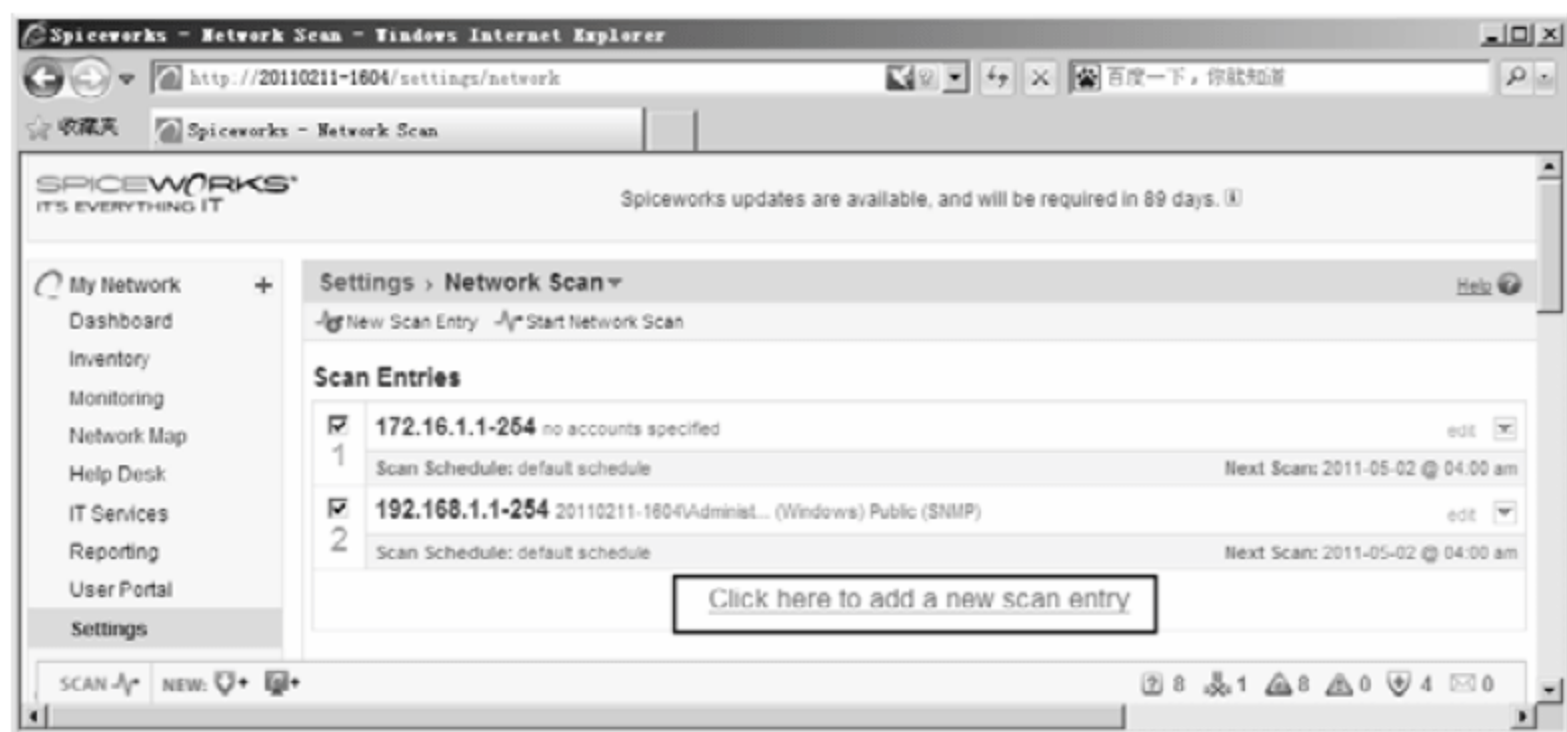 Spiceworks - Network Scan - Windows Internet Explorer
http://20110211-1604/settings/network
百度一下，你就知道
收藏夹
Spiceworks - Network Scan
SPICEWORKS
IT'S EVERYTHING IT
Spiceworks updates are available, and will be required in 89 days.
My Network +
Dashboard
Inventory
Monitoring
Network Map
Help Desk
IT Services
Reporting
User Portal
Settings
Settings › Network Scan
Help
New Scan Entry Start Network Scan
Scan Entries
1
172.16.1.1-254 no accounts specified edit
Scan Schedule: default schedule Next Scan: 2011-05-02 @ 04:00 am
2
192.168.1.1-254 20110211-1604\Administ... (Windows) Public (SNMP) edit
Scan Schedule: default schedule Next Scan: 2011-05-02 @ 04:00 am
Click here to add a new scan entry
SCAN NEW: 8 1 8 0 4 0